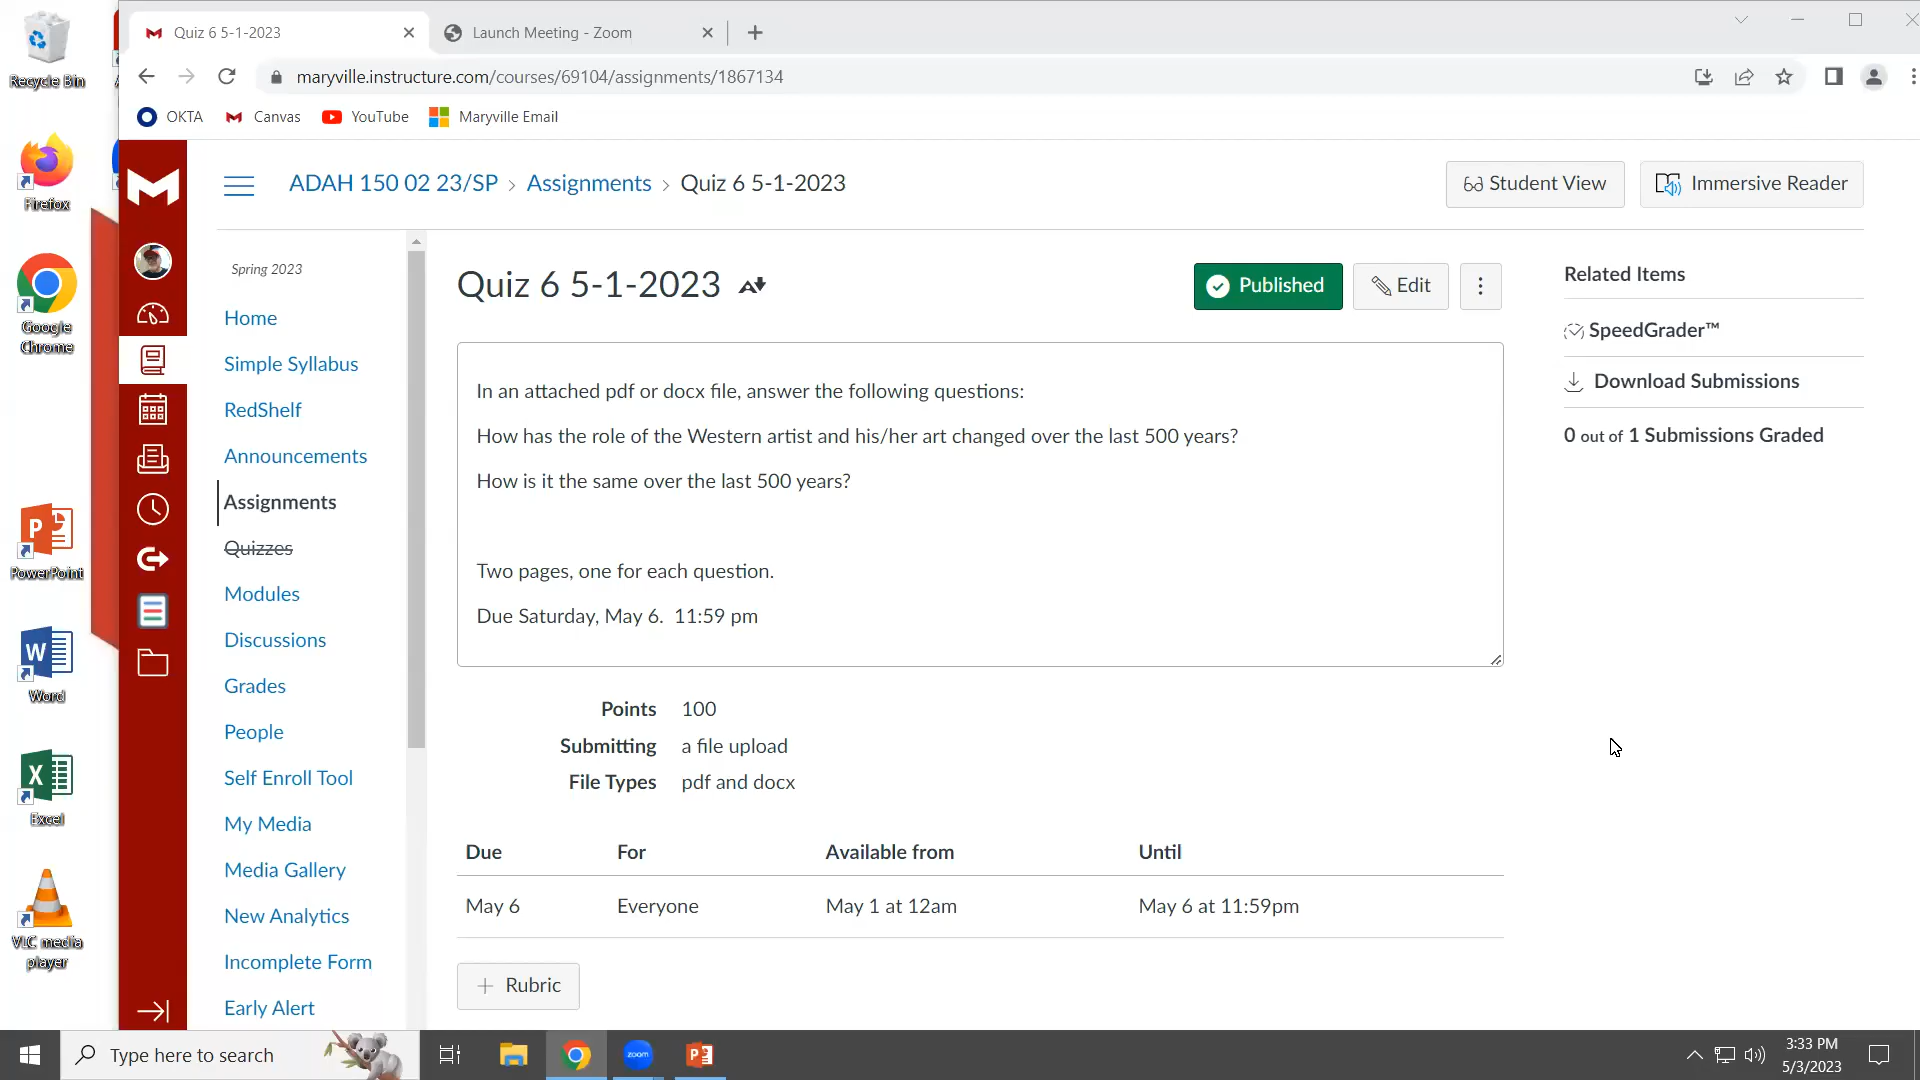 Quiz 6 5-1-2023
Launch Meeting - Zoom
maryville.instructure.com/courses/69104/assignments/1867134
OKTA
Canvas
YouTube
Maryville Email
Recycle Bin
Firefox
Google
Chrome
PowerPoint
Word
Excel
VLC media
player
ADAH 150 02 23/SP > Assignments > Quiz 6 5-1-2023
Student View
Immersive Reader
Spring 2023
Home
Simple Syllabus
RedShelf
Announcements
Assignments
Quizzes
Modules
Discussions
Grades
People
Self Enroll Tool
My Media
Media Gallery
New Analytics
Incomplete Form
Early Alert
Quiz 6 5-1-2023
Published
Edit
In an attached pdf or docx file, answer the following questions:
How has the role of the Western artist and his/her art changed over the last 500 years?
How is it the same over the last 500 years?
Two pages, one for each question.
Due Saturday, May 6.  11:59 pm
Points 100
Submitting a file upload
File Types pdf and docx
Due For Available from Until
May 6 Everyone May 1 at 12am May 6 at 11:59pm
+ Rubric
Related Items
SpeedGrader™
Download Submissions
0 out of 1 Submissions Graded
Type here to search
zoom
3:33 PM
5/3/2023